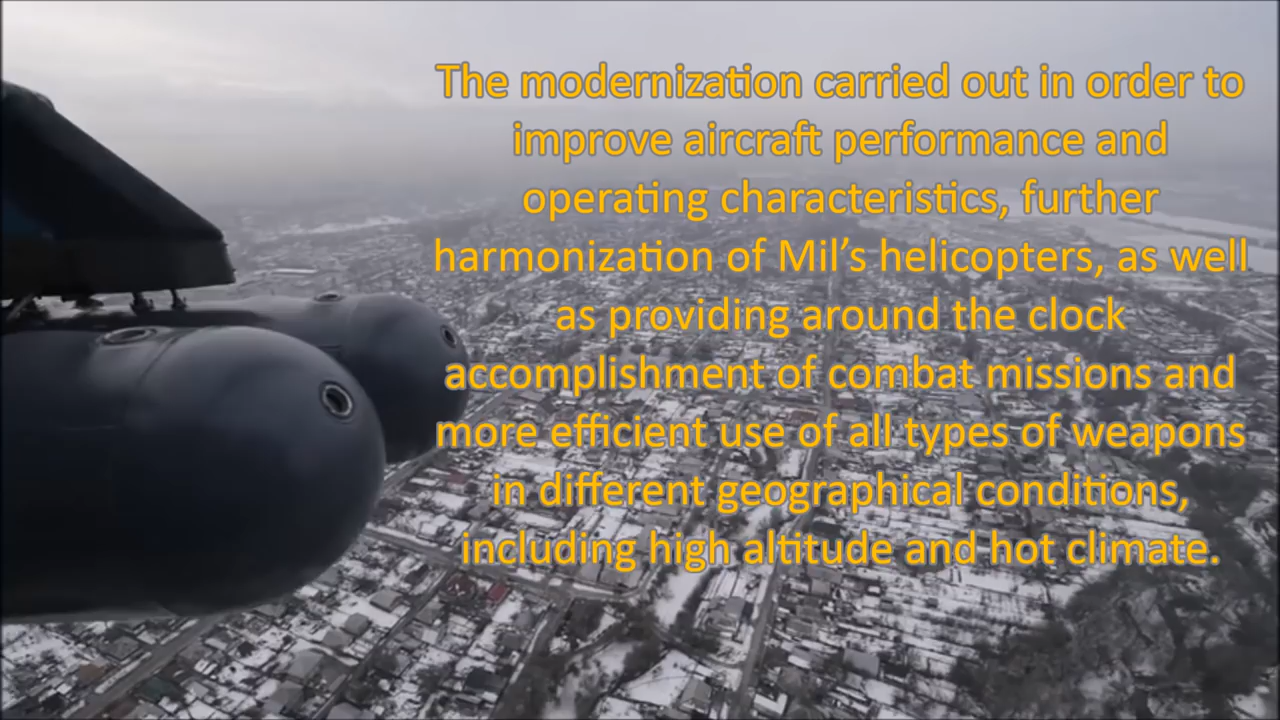 The modernization carried out in order to
improve aircraft performance and
operating characteristics, further
harmonization of Mil’s helicopters, as well
as providing around the clock
accomplishment of combat missions and
more efficient use of all types of weapons
in different geographical conditions,
including high altitude and hot climate.